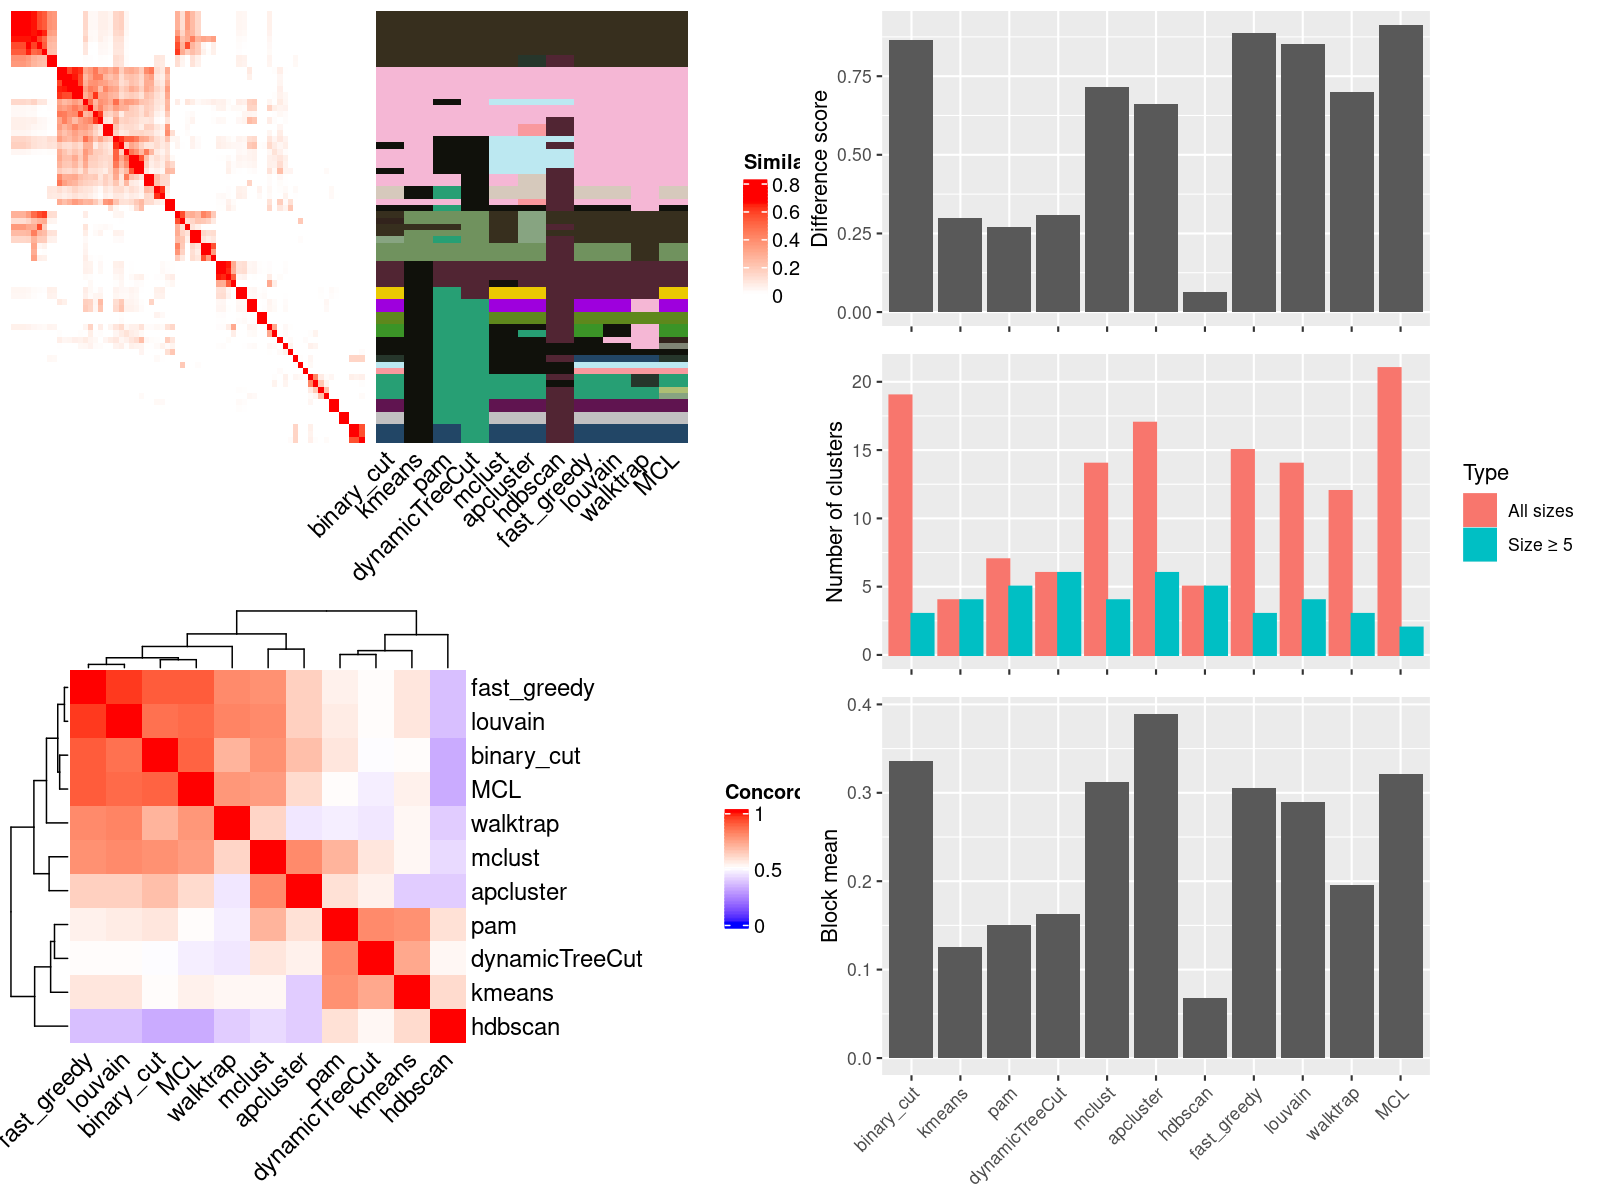 Simila
0.8
0.6
0.4
0.2
0
binary_cut
kmeans
pam
dynamicTreeCut
mclust
apcluster
hdbscan
fast_greedy
louvain
walktrap
MCL
fast_greedy
louvain
binary_cut
MCL
walktrap
mclust
apcluster
pam
dynamicTreeCut
kmeans
hdbscan
fast_greedy
louvain
binary_cut
MCL
walktrap
mclust
apcluster
pam
dynamicTreeCut
kmeans
hdbscan
Concord
1
0.5
0
Difference score
0.75
0.50
0.25
0.00
Number of clusters
20
15
10
5
0
Type
All sizes
Size ≥ 5
Block mean
0.4
0.3
0.2
0.1
0.0
binary_cut
kmeans
pam
dynamicTreeCut
mclust
apcluster
hdbscan
fast_greedy
louvain
walktrap
MCL